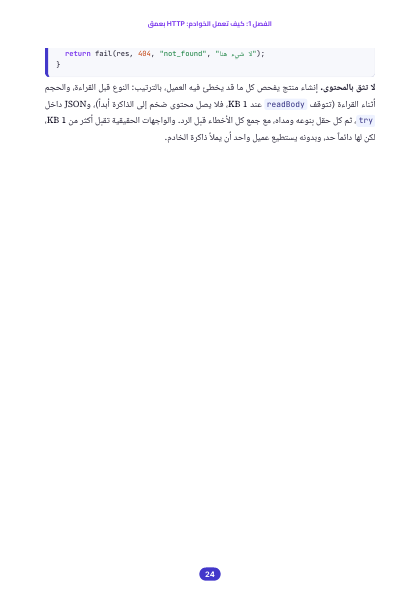 الفصل 1: كيف تعمل الخوادم: HTTP بعمق
return fail(res, 404, "not_found", "لا شيء هنا");
}
لا تثق بالمحتوى. إنشاء منتج يفحص كل ما قد يخطئ فيه العميل، بالترتيب: النوع قبل القراءة، والحجم
أثناء القراءة (تتوقف readBody عند 1 KB، فلا يصل محتوى ضخم إلى الذاكرة أبداً)، وJSON داخل
try، ثم كل حقل بنوعه ومداه، مع جمع كل الأخطاء قبل الرد. والواجهات الحقيقية تقبل أكثر من 1 KB،
لكن لها دائماً حد، وبدونه يستطيع عميل واحد أن يملأ ذاكرة الخادم.
24